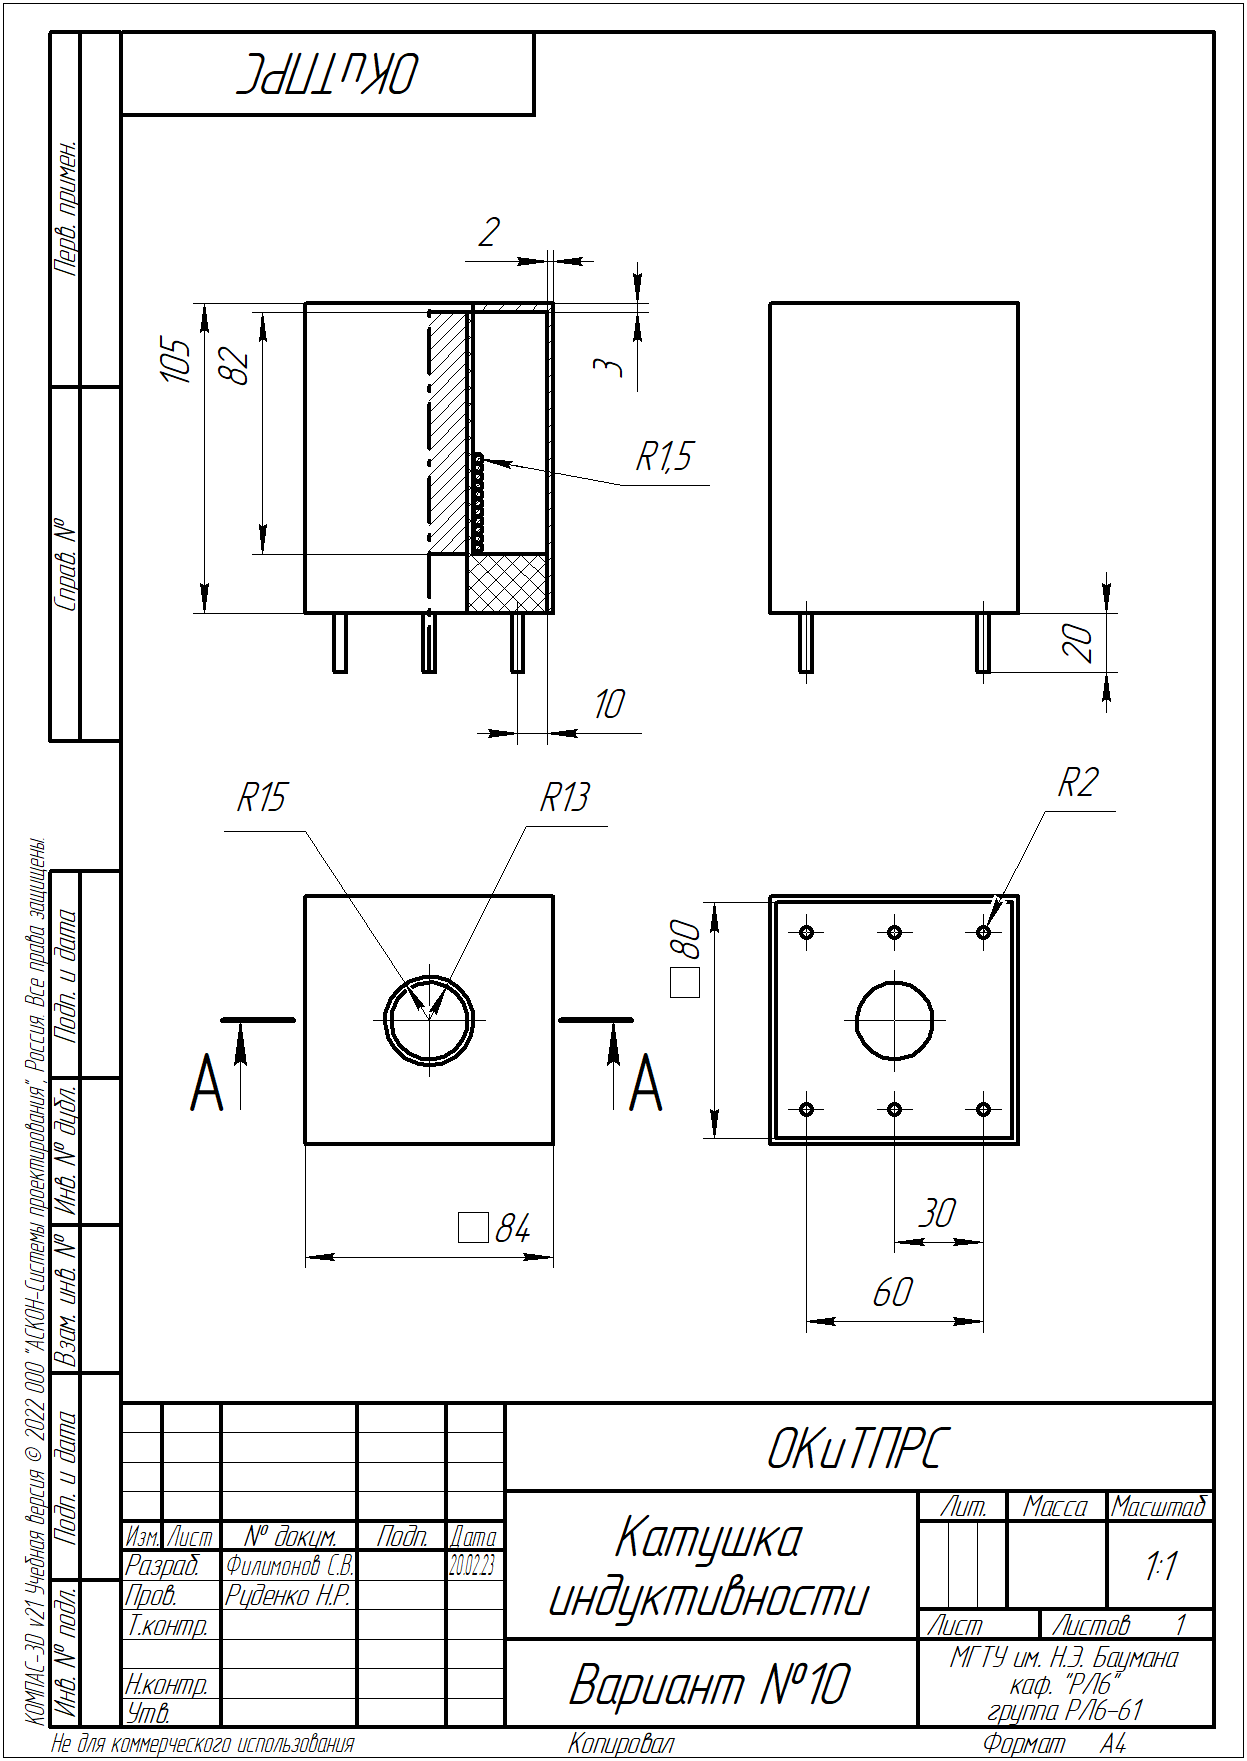 ОКиТПРС
Перв. примен.
Справ. №
Подп. и дата
Инв. № дубл.
Взам. инв. №
Подп. и дата
Инв. № подл.
КОМПАС-3D v21 Учебная версия © 2022 ООО "АСКОН-Системы проектирования", Россия. Все права защищены.
2
105
82
3
R1,5
20
10
R15
R13
R2
□80
А
А
□84
30
60
ОКиТПРС
Изм. Лист № докум. Подп. Дата
Разраб. Филимонов С.В. 20.02.23
Пров. Руденко Н.Р.
Т.контр.
Н.контр.
Утв.
Катушка
индуктивности
Вариант №10
Лит. Масса Масштаб
1:1
Лист Листов 1
МГТУ им. Н.Э. Баумана
каф. "РЛ6"
группа РЛ6-61
Не для коммерческого использования Копировал Формат А4